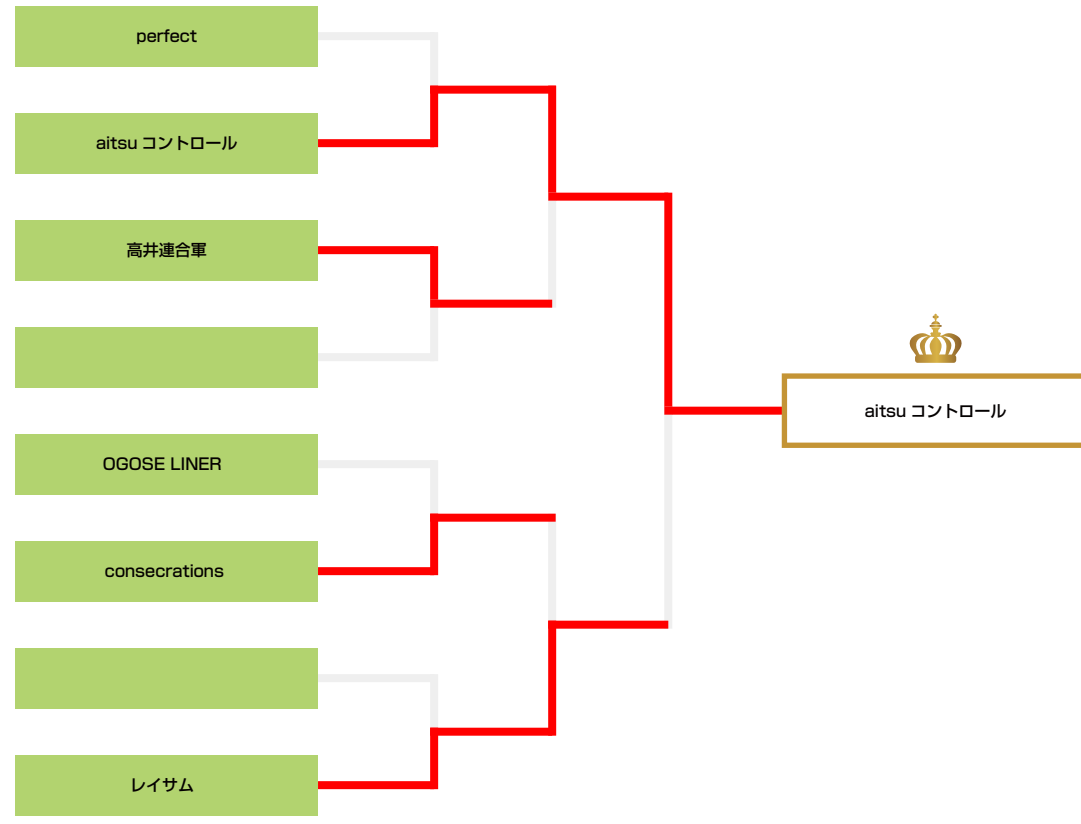 perfect
aitsu コントロール
高井連合軍
OGOSE LINER
consecrations
レイサム
aitsu コントロール